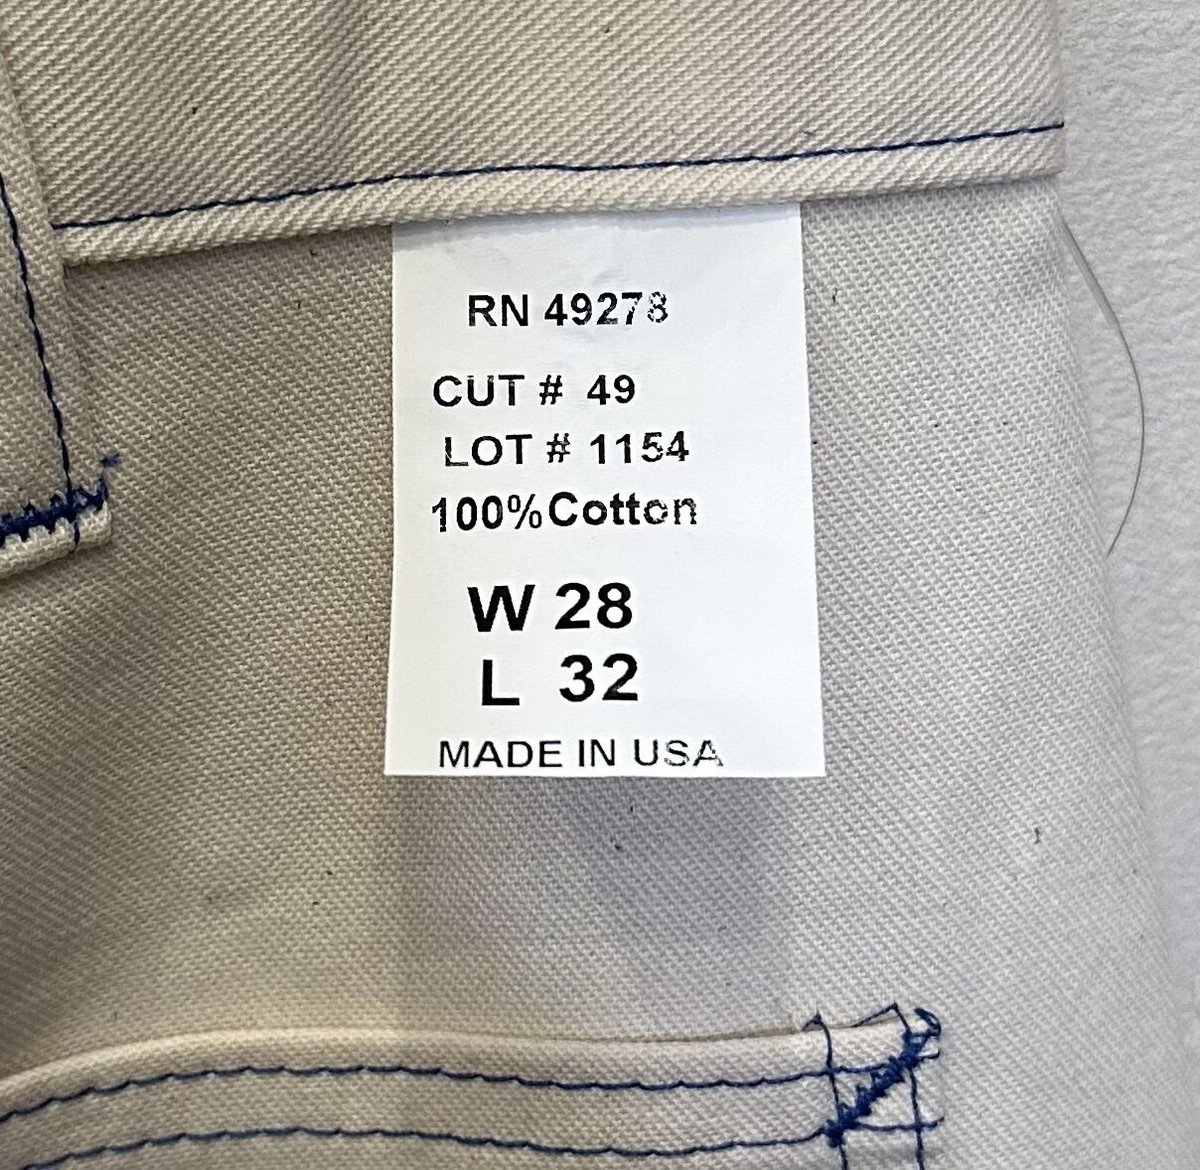 RN 49278
CUT # 49
LOT # 1154
100%Cotton
W 28
L 32
MADE IN USA